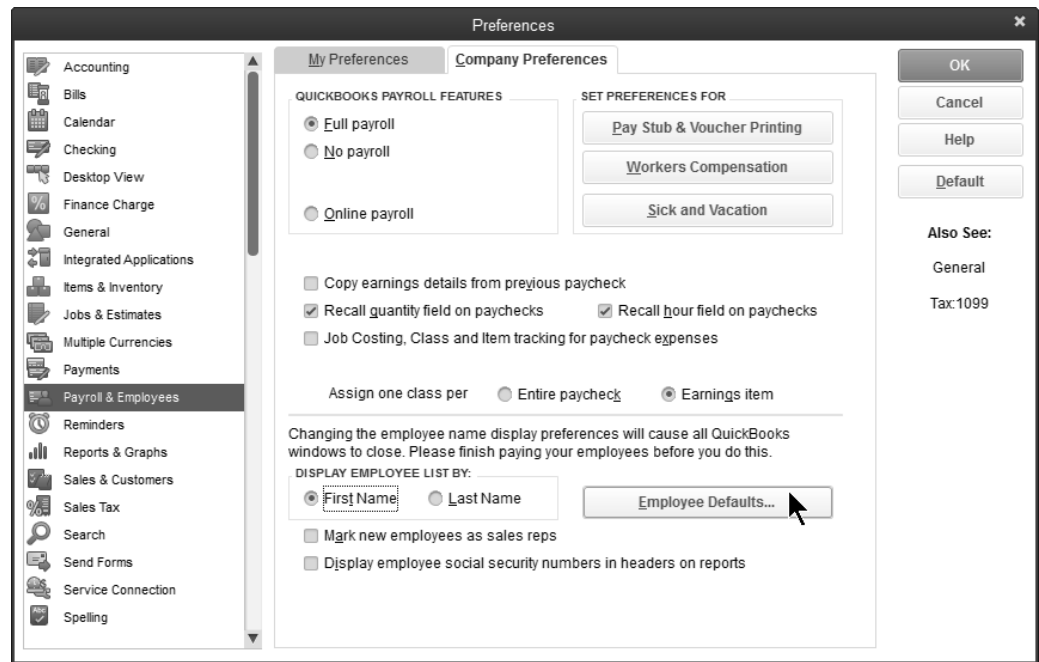 Preferences
Accounting
Bills
Calendar
Checking
Desktop View
Finance Charge
General
Integrated Applications
Items & Inventory
Jobs & Estimates
Multiple Currencies
Payments
Payroll & Employees
Reminders
Reports & Graphs
Sales & Customers
Sales Tax
Search
Send Forms
Service Connection
Spelling
My Preferences
Company Preferences
QUICKBOOKS PAYROLL FEATURES
Full payroll
No payroll
Online payroll
SET PREFERENCES FOR
Pay Stub & Voucher Printing
Workers Compensation
Sick and Vacation
Copy earnings details from previous paycheck
Recall quantity field on paychecks
Recall hour field on paychecks
Job Costing, Class and Item tracking for paycheck expenses
Assign one class per
Entire paycheck
Earnings item
Changing the employee name display preferences will cause all QuickBooks
windows to close. Please finish paying your employees before you do this.
DISPLAY EMPLOYEE LIST BY:
First Name
Last Name
Employee Defaults...
Mark new employees as sales reps
Display employee social security numbers in headers on reports
OK
Cancel
Help
Default
Also See:
General
Tax:1099